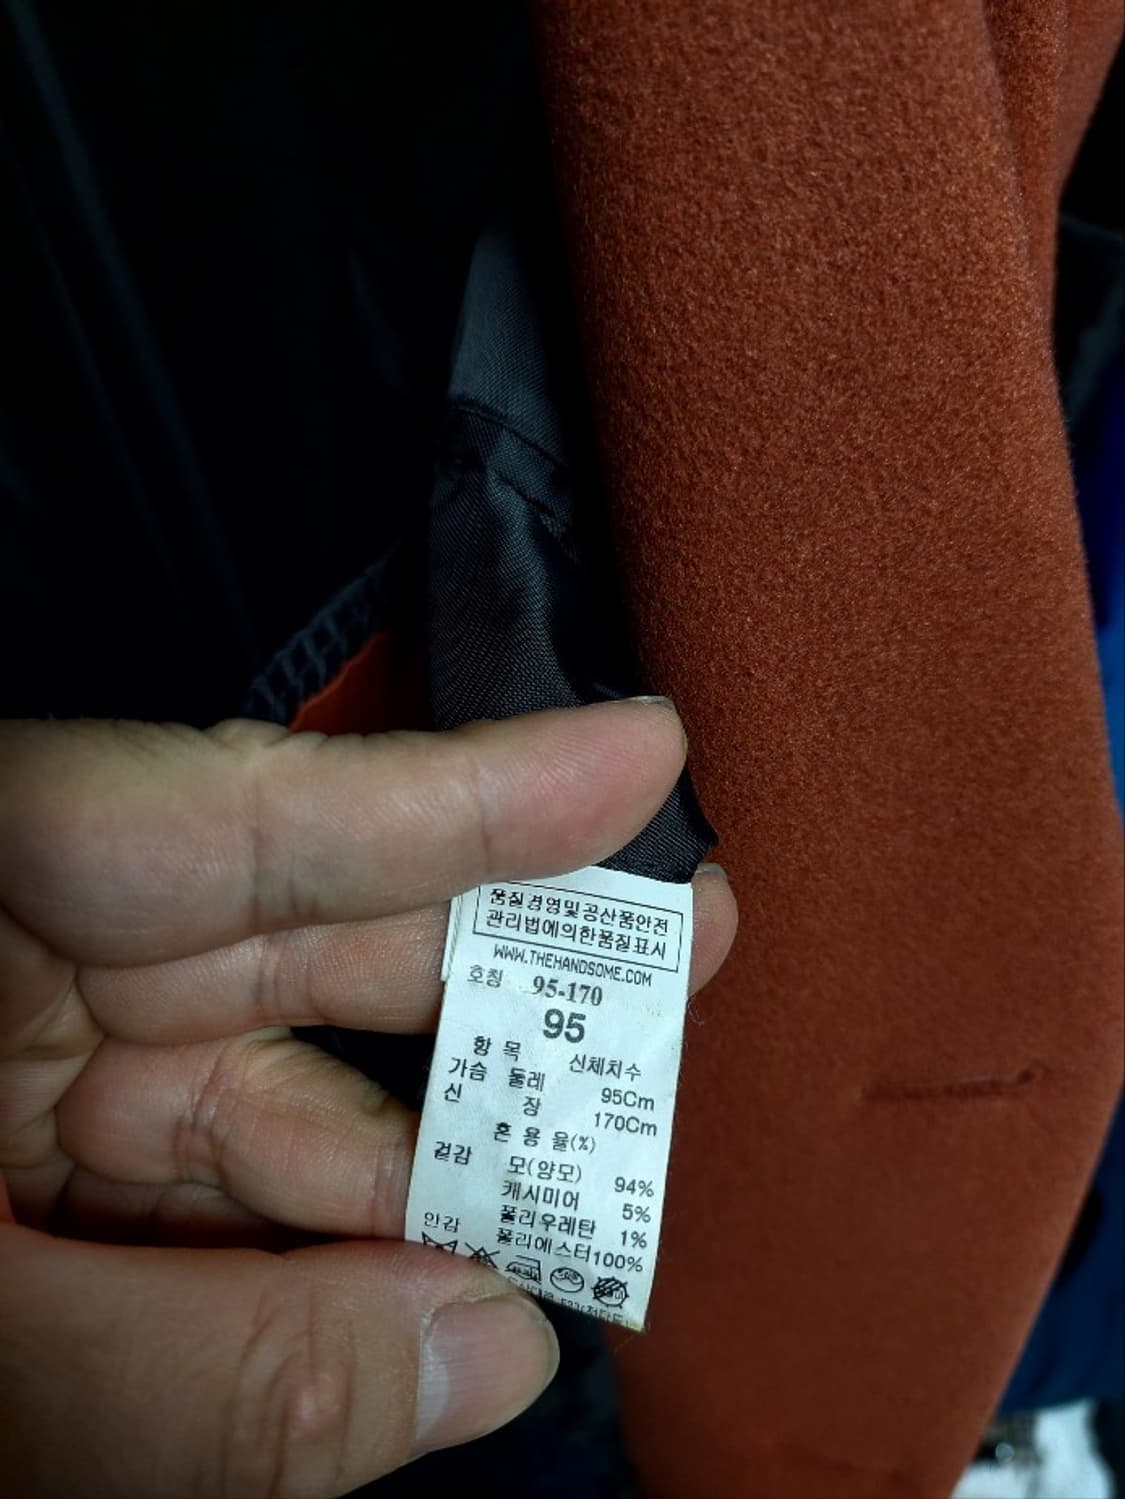 품질경영및공산품안전
관리법에의한품질표시
WWW.THEHANDSOME.COM
호칭 95-170
95
항 목 신체치수
가슴 둘레 95Cm
신 장 170Cm
혼 용 율(%)
겉감 모(양모) 94%
캐시미어 5%
폴리우레탄 1%
안감 폴리에스터100%